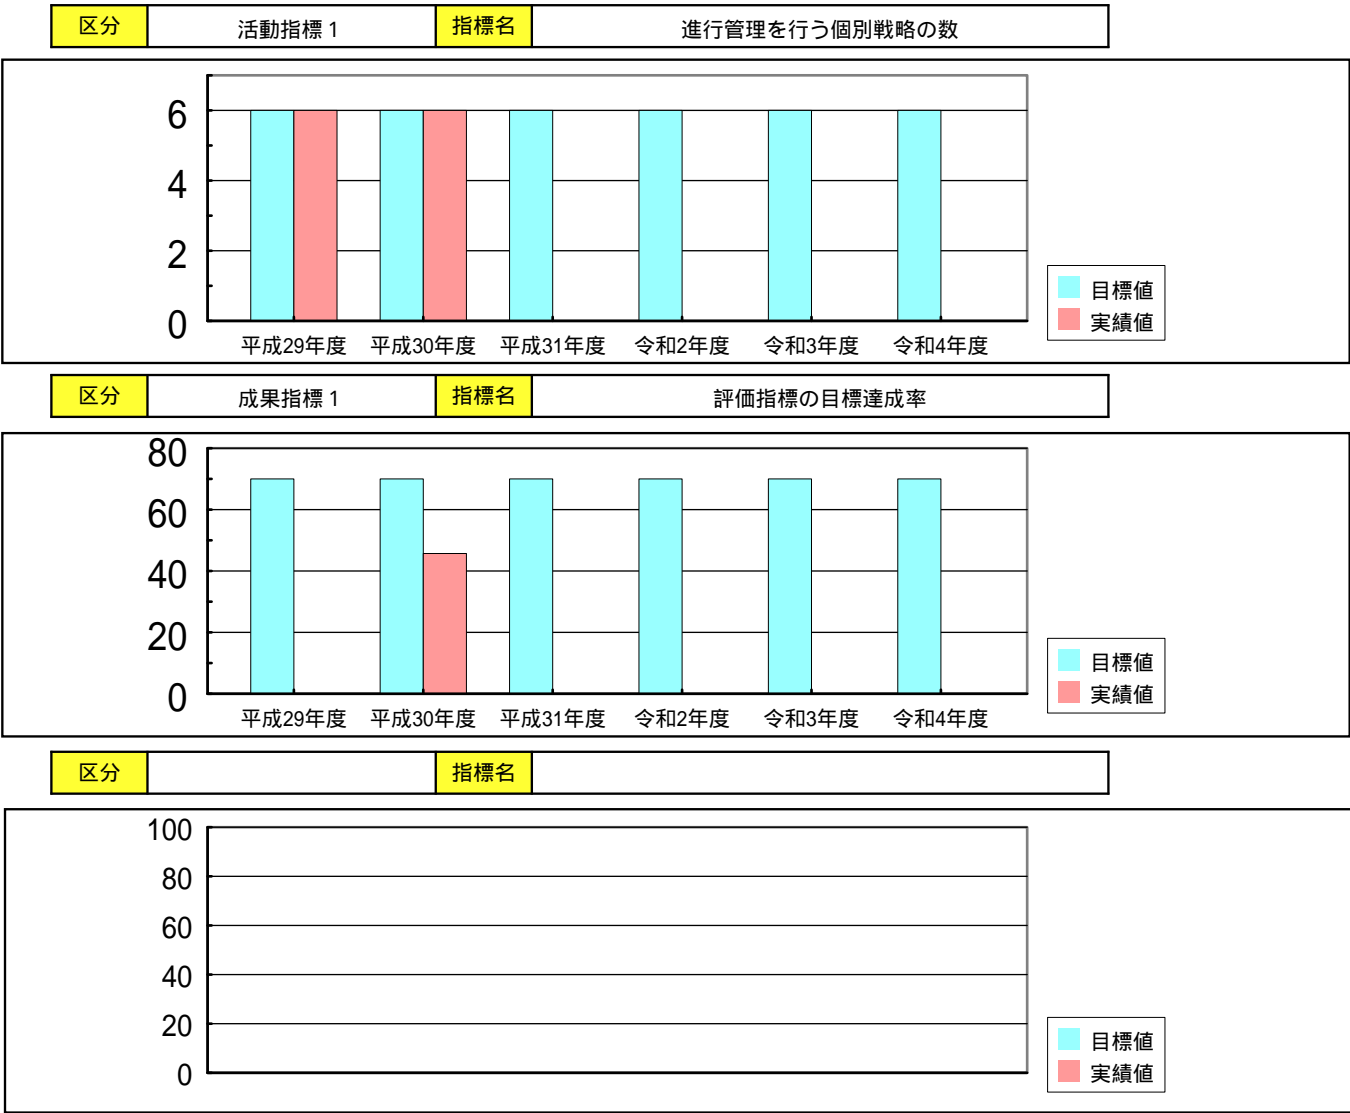 区分 活動指標1 指標名 進行管理を行う個別戦略の数
6
4
2
0
平成29年度 平成30年度 平成31年度 令和2年度 令和3年度 令和4年度
目標値
実績値
区分 成果指標1 指標名 評価指標の目標達成率
80
60
40
20
0
平成29年度 平成30年度 平成31年度 令和2年度 令和3年度 令和4年度
目標値
実績値
区分 指標名
100
80
60
40
20
0
目標値
実績値